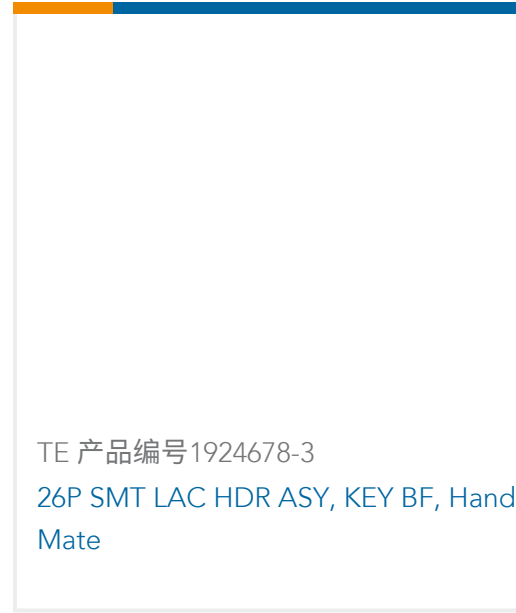 TE 产品编号1924678-3
26P SMT LAC HDR ASY, KEY BF, Hand
Mate